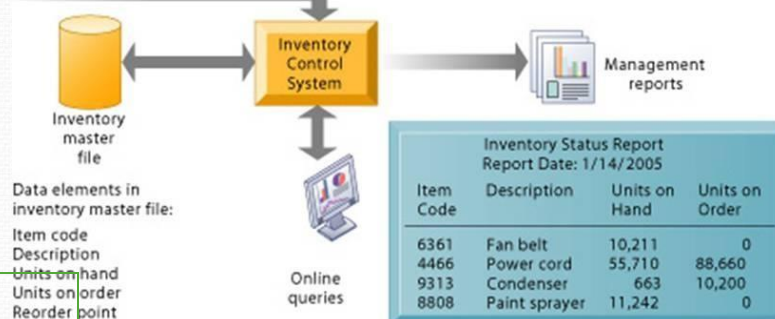 Inventory
Control
System
Management
reports
Inventory
master
file
Data elements in
inventory master file:
Item code
Description
Units on hand
Units on order
Reorder point
Online
queries
Inventory Status Report
Report Date: 1/14/2005
Item Code Description Units on Hand Units on Order
6361 Fan belt 10,211 0
4466 Power cord 55,710 88,660
9313 Condenser 663 10,200
8808 Paint sprayer 11,242 0